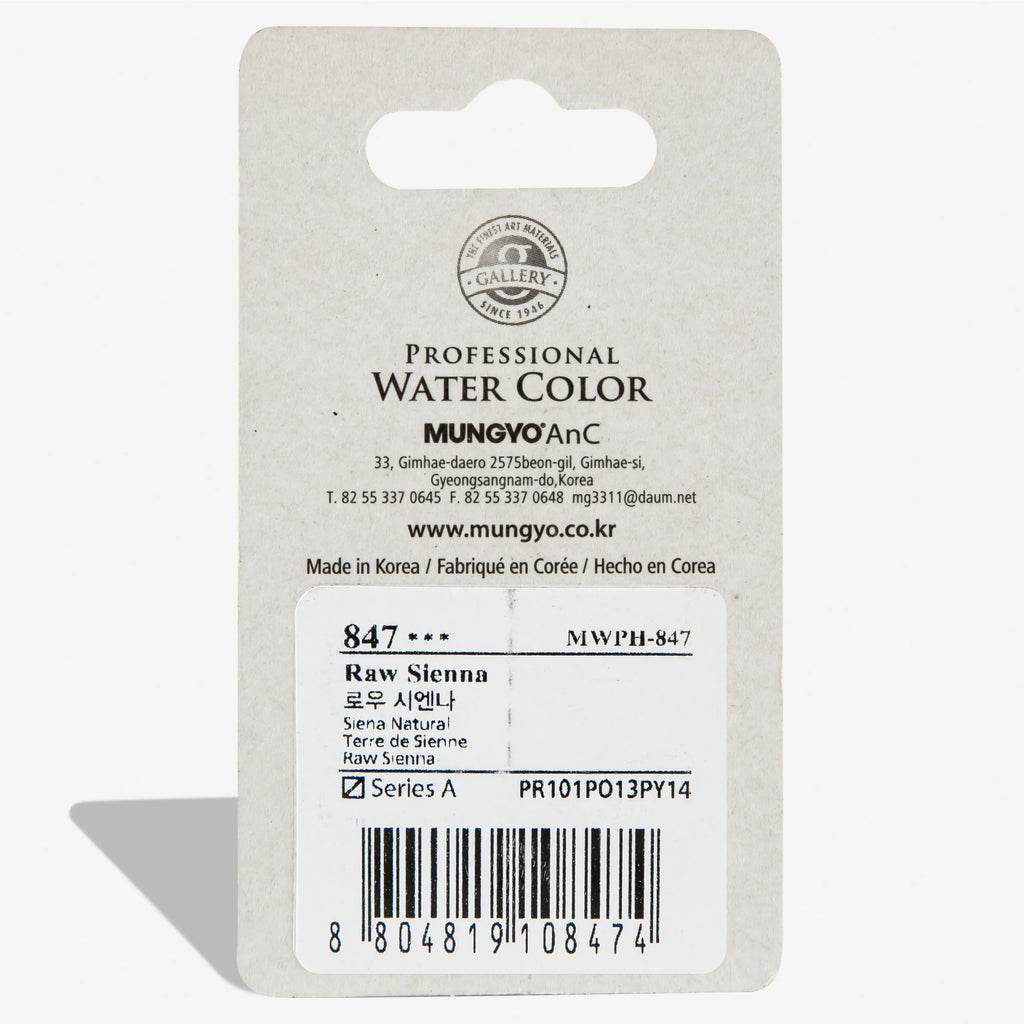 THE FINEST ART MATERIALS
g
· GALLERY ·
SINCE 1946
PROFESSIONAL
WATER COLOR
MUNGYO® AnC
33, Gimhae-daero 2575beon-gil, Gimhae-si,
Gyeongsangnam-do,Korea
T. 82 55 337 0645 F. 82 55 337 0648 mg3311@daum.net
www.mungyo.co.kr
Made in Korea / Fabriqué en Corée / Hecho en Corea
847 *** MWPH-847
Raw Sienna
로우 시엔나
Siena Natural
Terre de Sienne
Raw Sienna
Series A PR101PO13PY14
8 804819 108474